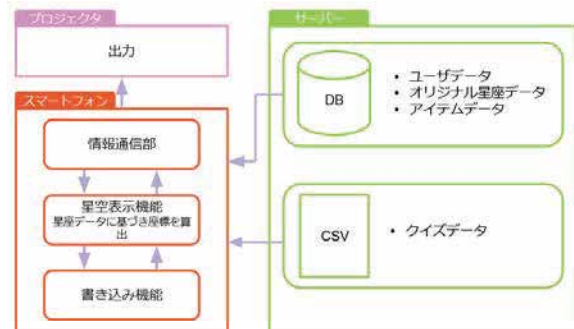 プロジェクタ
出力
スマートフォン
情報通信部
星空表示機能
星座データに基づき座標を算
出
書き込み機能
サーバー
DB
• ユーザデータ
• オリジナル星座データ
• アイテムデータ
CSV
• クイズデータ